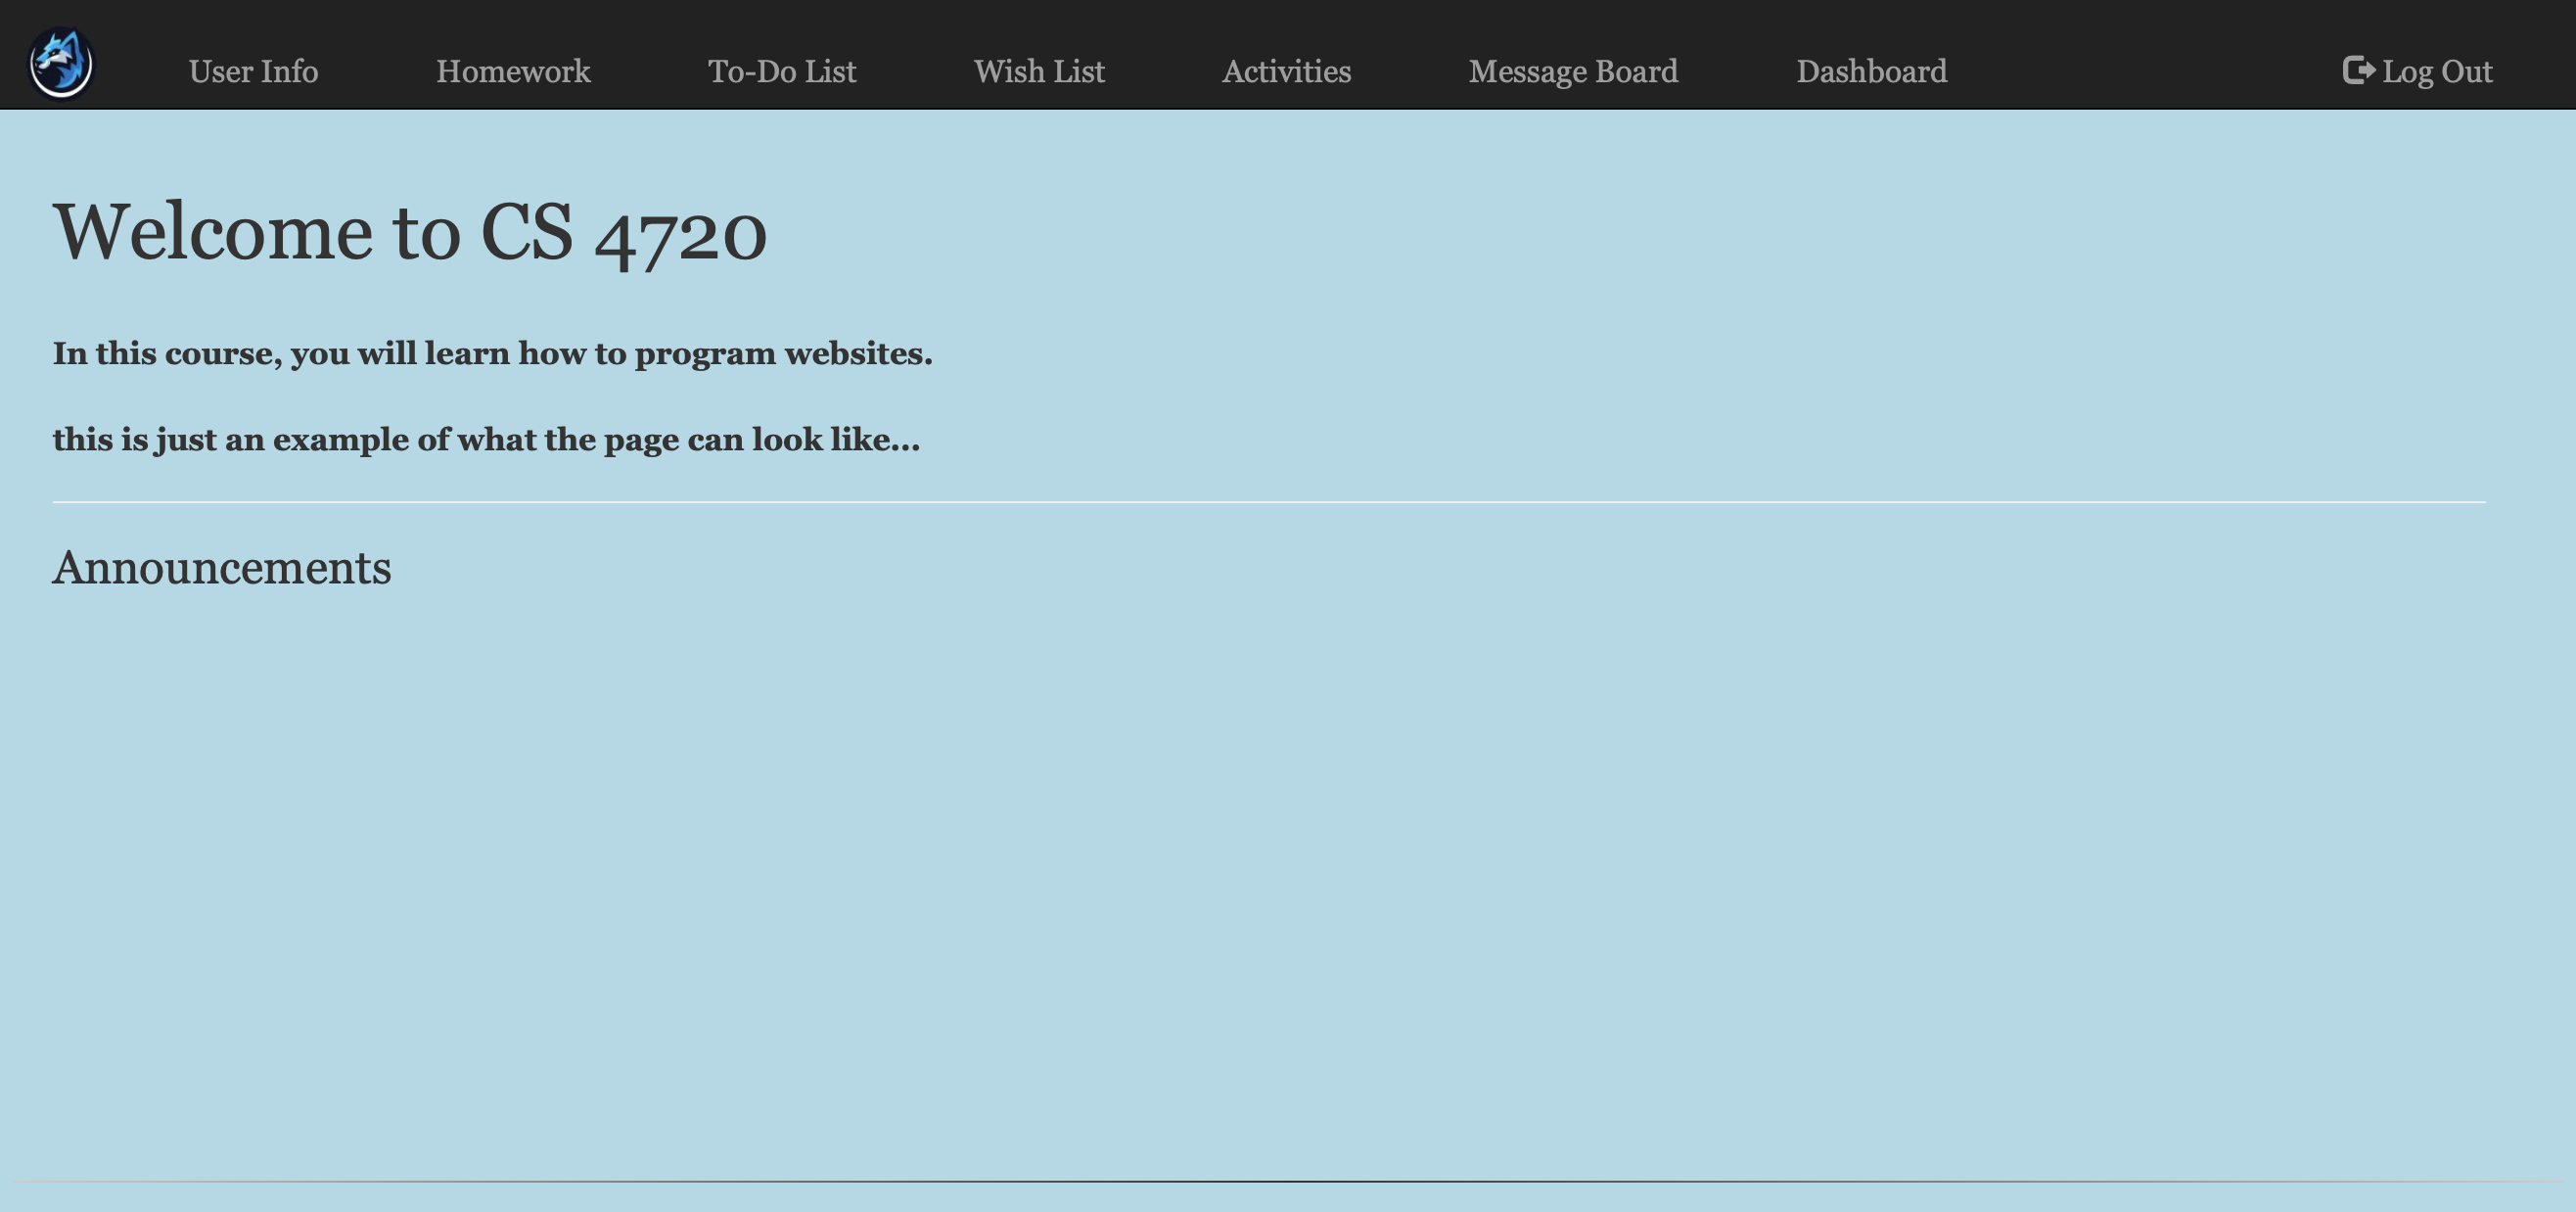 User Info Homework To-Do List Wish List Activities Message Board Dashboard Log Out
Welcome to CS 4720
In this course, you will learn how to program websites.
this is just an example of what the page can look like...
Announcements